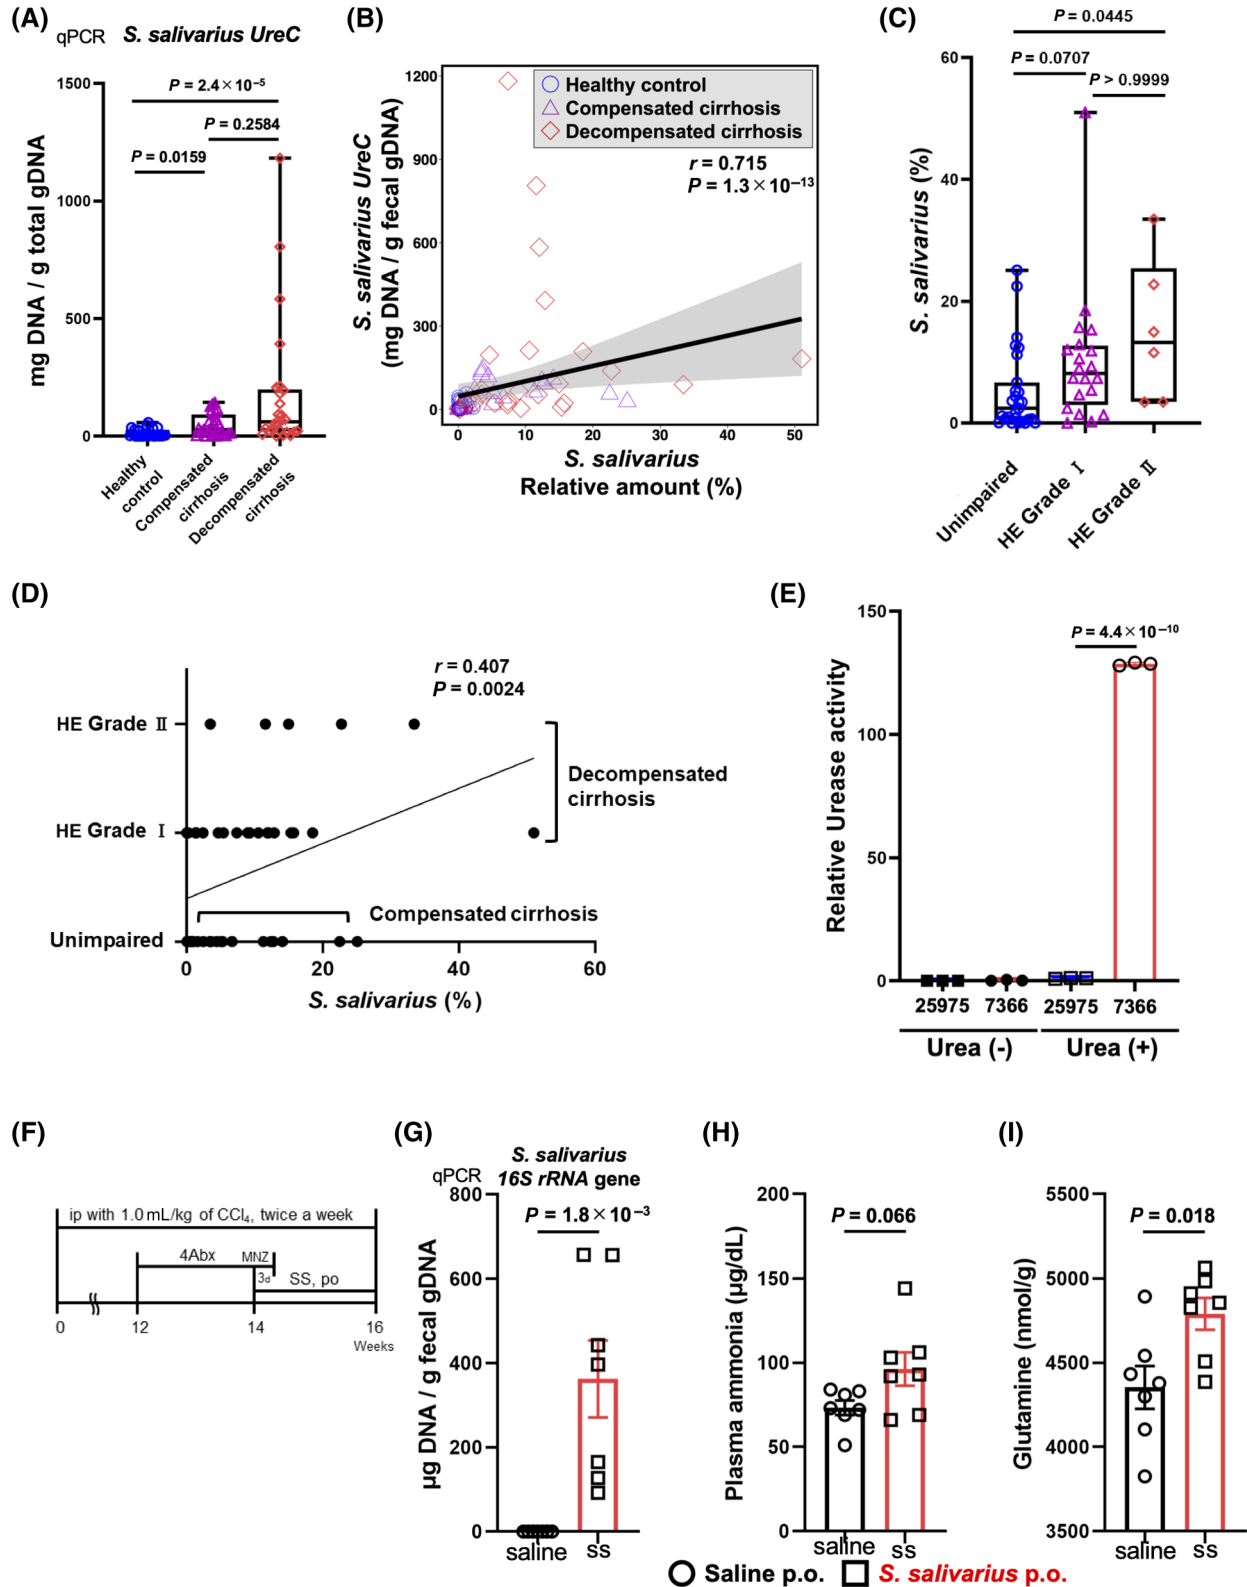 (A)
qPCR S. salivarius UreC
P = 2.4×10⁻⁵
P = 0.2584
P = 0.0159
mg DNA / g total gDNA
1500
1000
500
0
Healthy
control
Compensated
cirrhosis
Decompensated
cirrhosis
(B)
S. salivarius UreC
(mg DNA / g fecal gDNA)
1200
900
600
300
0
Healthy control
Compensated cirrhosis
Decompensated cirrhosis
r = 0.715
P = 1.3×10⁻¹³
0 10 20 30 40 50
S. salivarius
Relative amount (%)
(C)
P = 0.0445
P = 0.0707
P > 0.9999
S. salivarius (%)
60
40
20
0
Unimpaired
HE Grade Ⅰ
HE Grade Ⅱ
(D)
r = 0.407
P = 0.0024
HE Grade Ⅱ
HE Grade Ⅰ
Unimpaired
Decompensated
cirrhosis
Compensated cirrhosis
0 20 40 60
S. salivarius (%)
(E)
P = 4.4×10⁻¹⁰
Relative Urease activity
150
100
50
0
25975 7366 25975 7366
Urea (-) Urea (+)
(F)
ip with 1.0 mL/kg of CCl₄, twice a week
4Abx MNZ
3d SS, po
0 12 14 16
Weeks
(G)
qPCR
S. salivarius
16S rRNA gene
P = 1.8×10⁻³
µg DNA / g fecal gDNA
800
600
400
200
0
saline SS
(H)
P = 0.066
Plasma ammonia (µg/dL)
200
150
100
50
0
saline SS
(I)
P = 0.018
Glutamine (nmol/g)
5500
5000
4500
4000
3500
saline SS
Saline p.o. S. salivarius p.o.